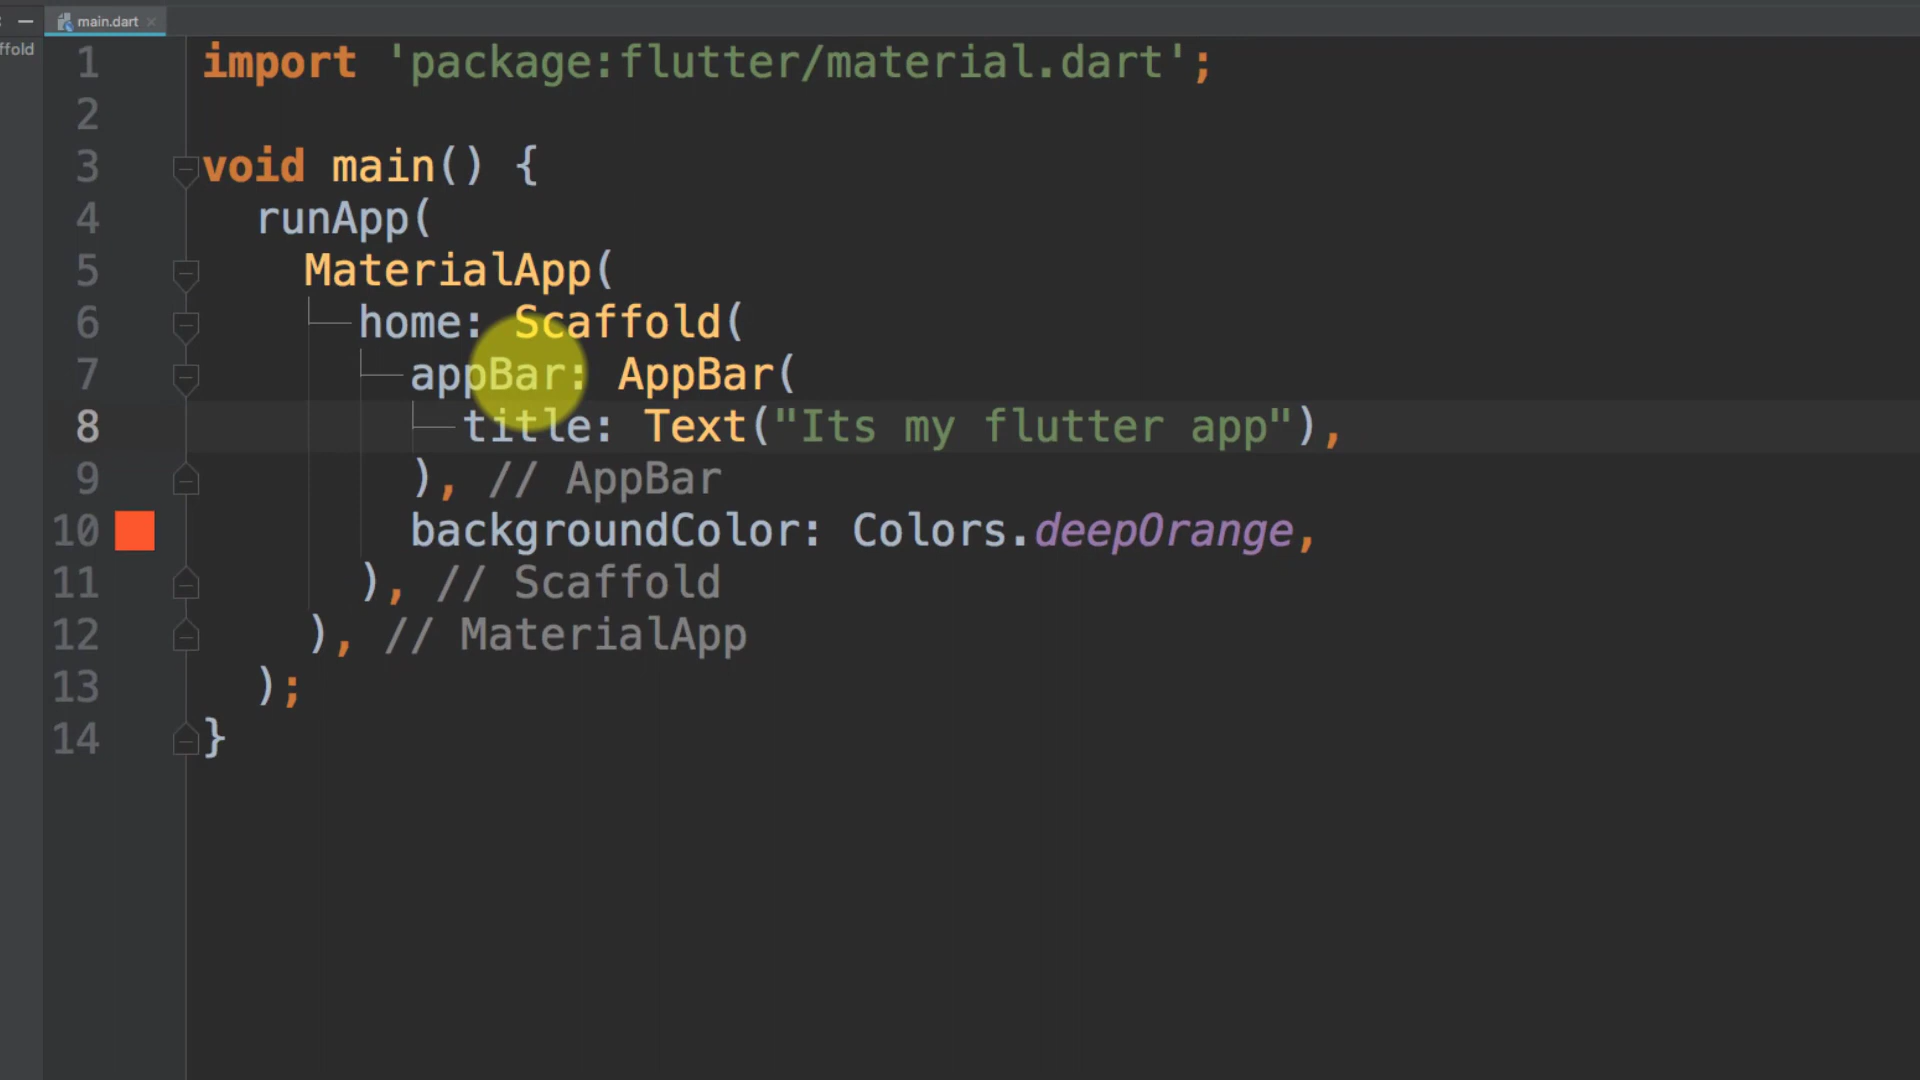 main.dart
ffold
1 import 'package:flutter/material.dart';
2
3 void main() {
4 runApp(
5 MaterialApp(
6 home: Scaffold(
7 appBar: AppBar(
8 title: Text("Its my flutter app"),
9 ), // AppBar
10 backgroundColor: Colors.deepOrange,
11 ), // Scaffold
12 ), // MaterialApp
13 );
14 }